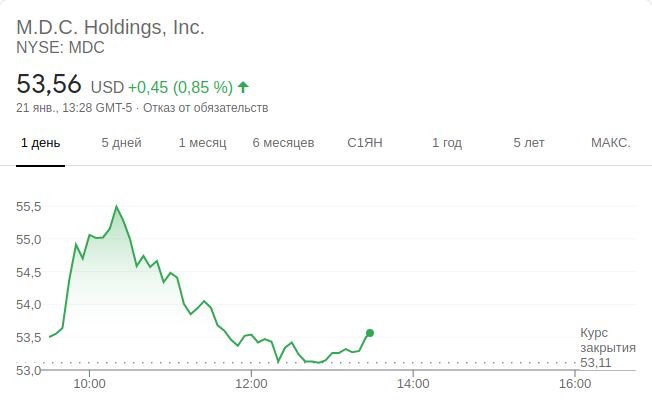 M.D.C. Holdings, Inc.
NYSE: MDC
53,56 USD +0,45 (0,85 %)
21 янв., 13:28 GMT-5 · Отказ от обязательств
1 день 5 дней 1 месяц 6 месяцев С1ЯН 1 год 5 лет МАКС.
55,5
55,0
54,5
54,0
53,5
53,0
Курс
закрытия
53,11
10:00 12:00 14:00 16:00